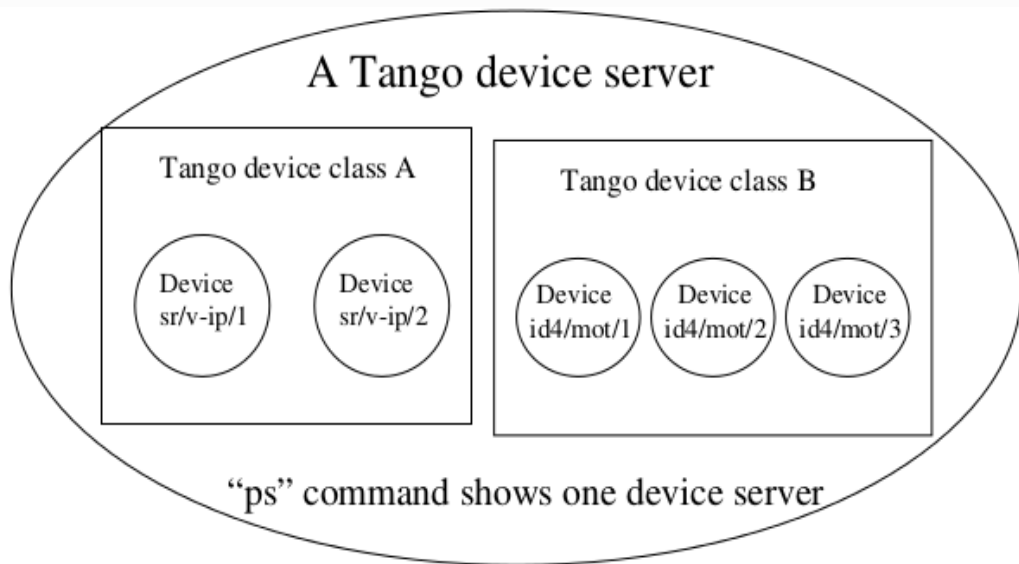 A Tango device server
Tango device class A
Device
sr/v-ip/1
Device
sr/v-ip/2
Tango device class B
Device
id4/mot/1
Device
id4/mot/2
Device
id4/mot/3
“ps” command shows one device server